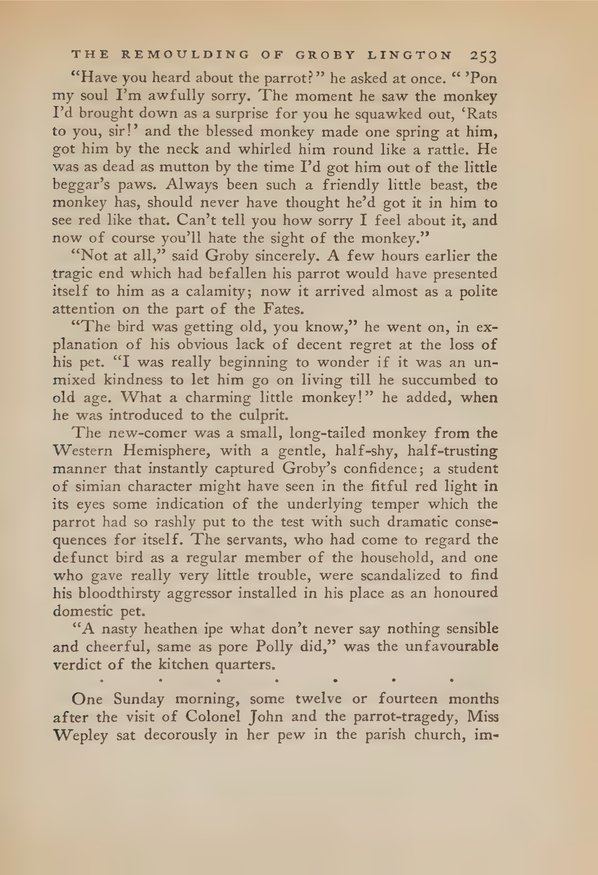 THE REMOULDING OF GROBY LINGTON 253
“Have you heard about the parrot?” he asked at once. “ ’Pon
my soul I’m awfully sorry. The moment he saw the monkey
I’d brought down as a surprise for you he squawked out, ‘Rats
to you, sir!’ and the blessed monkey made one spring at him,
got him by the neck and whirled him round like a rattle. He
was as dead as mutton by the time I’d got him out of the little
beggar’s paws. Always been such a friendly little beast, the
monkey has, should never have thought he’d got it in him to
see red like that. Can’t tell you how sorry I feel about it, and
now of course you’ll hate the sight of the monkey.”
“Not at all,” said Groby sincerely. A few hours earlier the
tragic end which had befallen his parrot would have presented
itself to him as a calamity; now it arrived almost as a polite
attention on the part of the Fates.
“The bird was getting old, you know,” he went on, in ex-
planation of his obvious lack of decent regret at the loss of
his pet. “I was really beginning to wonder if it was an un-
mixed kindness to let him go on living till he succumbed to
old age. What a charming little monkey!” he added, when
he was introduced to the culprit.
The new-comer was a small, long-tailed monkey from the
Western Hemisphere, with a gentle, half-shy, half-trusting
manner that instantly captured Groby’s confidence; a student
of simian character might have seen in the fitful red light in
its eyes some indication of the underlying temper which the
parrot had so rashly put to the test with such dramatic conse-
quences for itself. The servants, who had come to regard the
defunct bird as a regular member of the household, and one
who gave really very little trouble, were scandalized to find
his bloodthirsty aggressor installed in his place as an honoured
domestic pet.
“A nasty heathen ipe what don’t never say nothing sensible
and cheerful, same as pore Polly did,” was the unfavourable
verdict of the kitchen quarters.
One Sunday morning, some twelve or fourteen months
after the visit of Colonel John and the parrot-tragedy, Miss
Wepley sat decorously in her pew in the parish church, im-